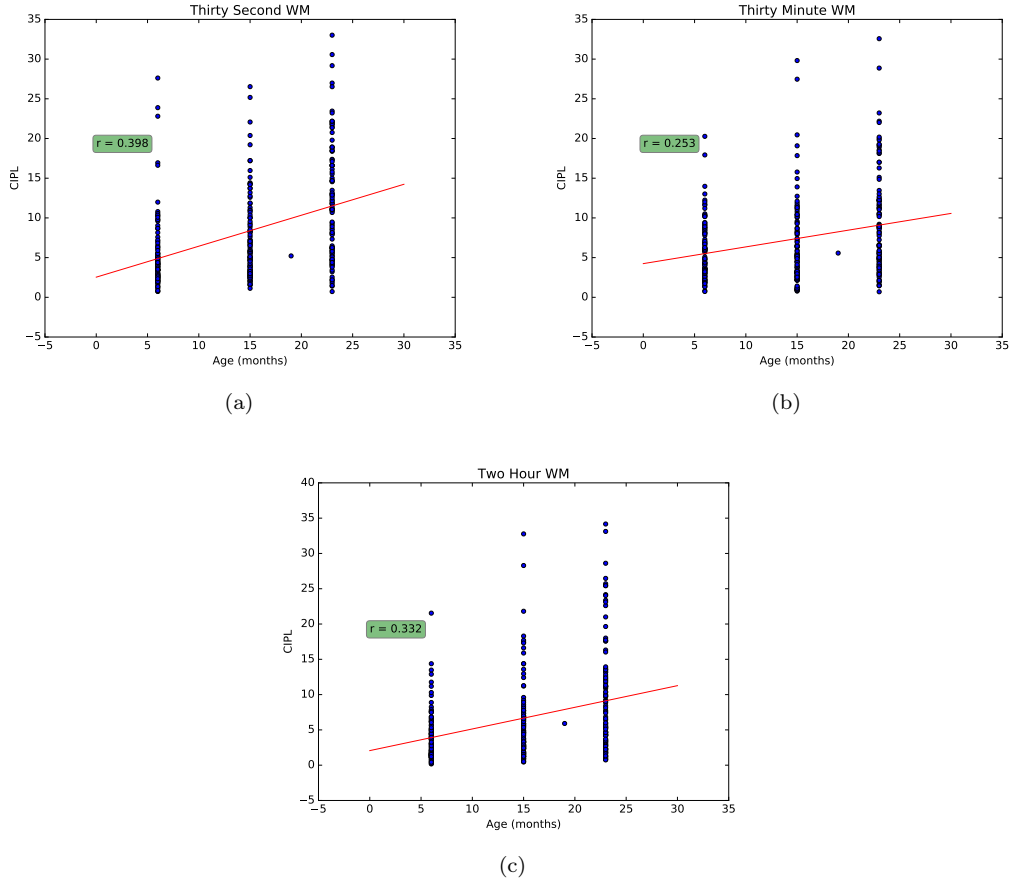 Thirty Second WM
35
30
25
20
15
10
5
0
−5
CIPL
r = 0.398
−5 0 5 10 15 20 25 30 35
Age (months)
(a)
Thirty Minute WM
35
30
25
20
15
10
5
0
−5
CIPL
r = 0.253
−5 0 5 10 15 20 25 30 35
Age (months)
(b)
Two Hour WM
40
35
30
25
20
15
10
5
0
−5
CIPL
r = 0.332
−5 0 5 10 15 20 25 30 35
Age (months)
(c)